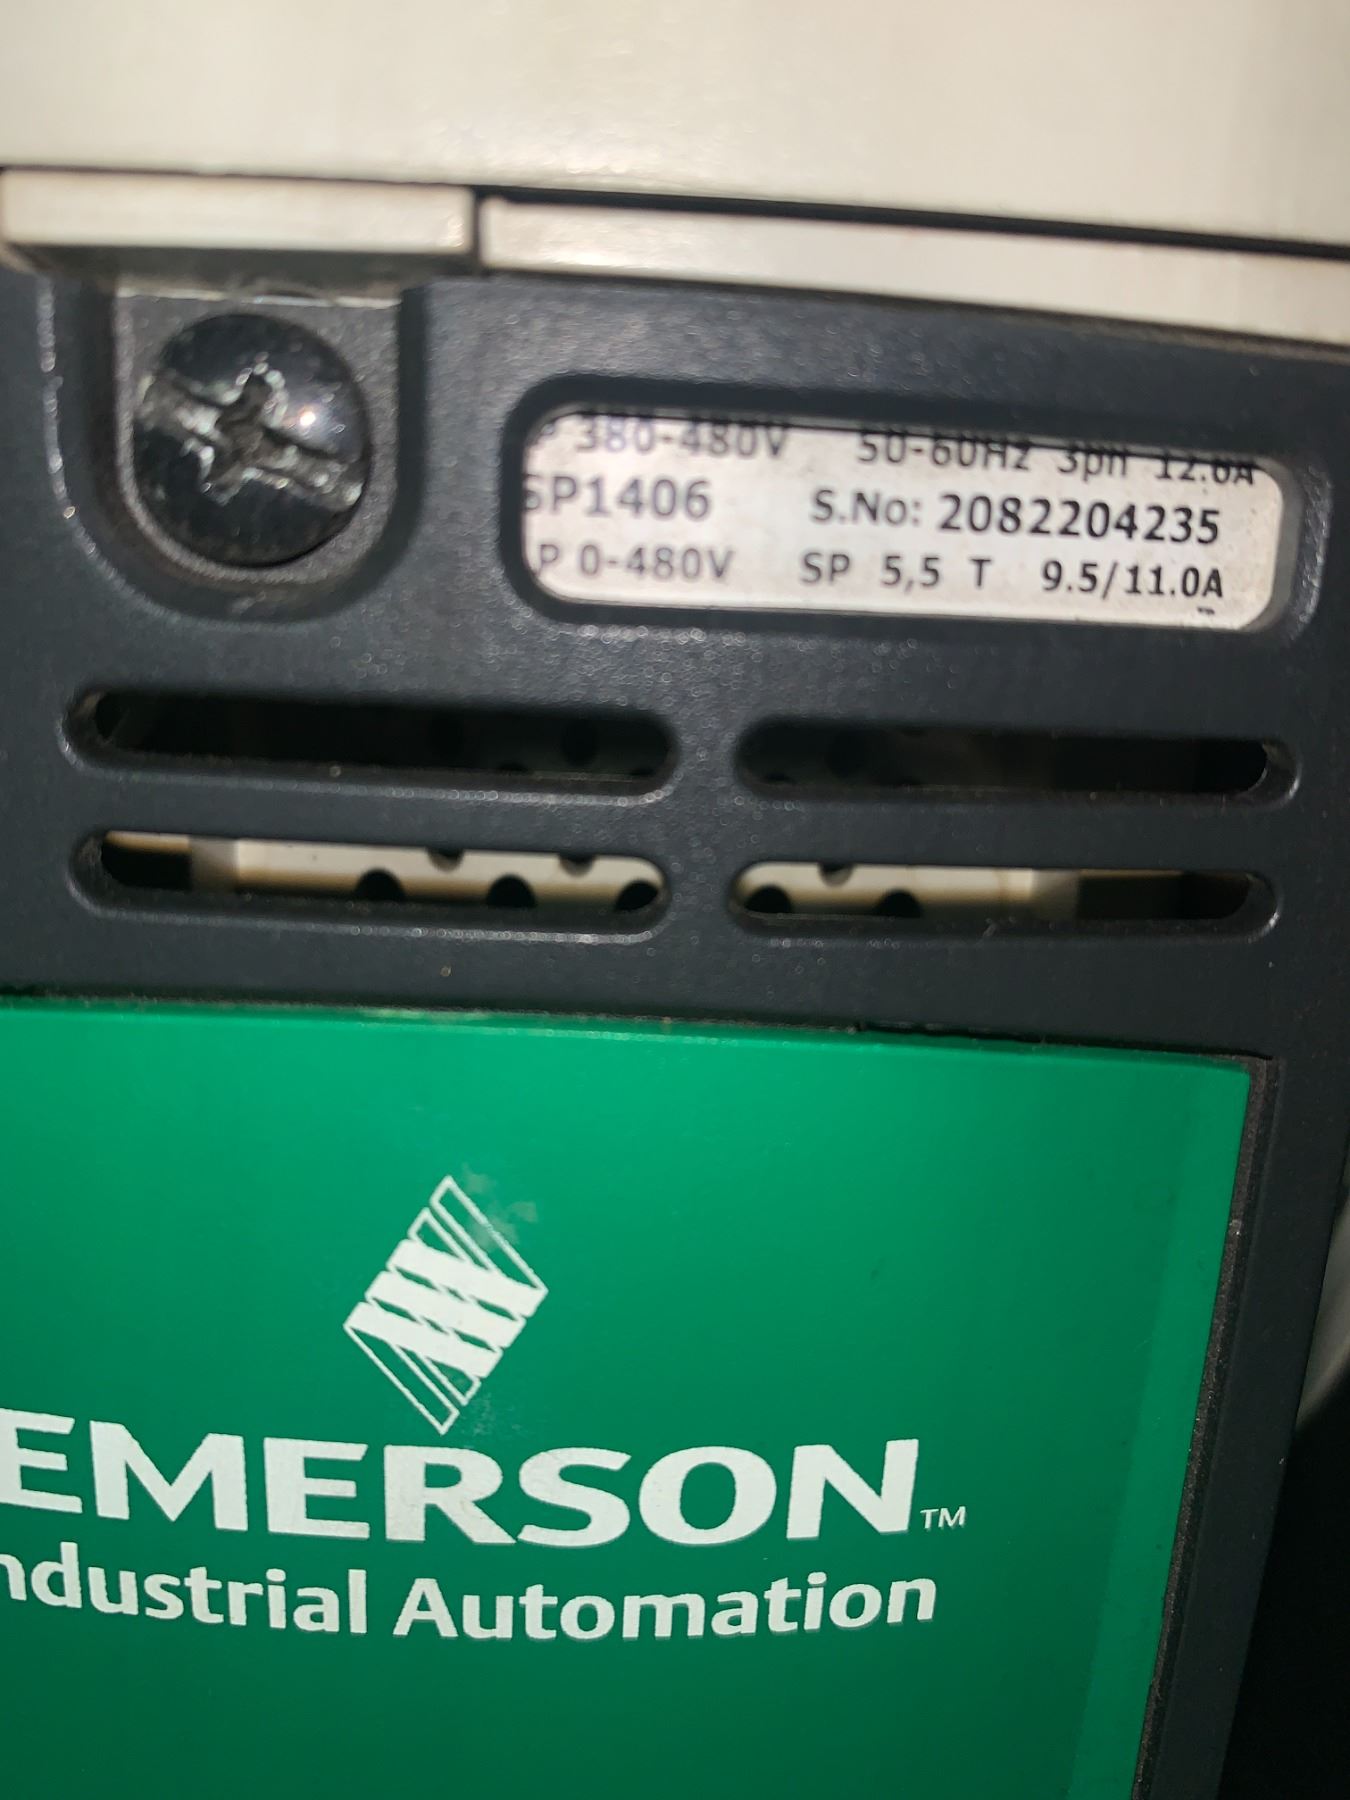 P 380-480V 50-60Hz 3ph 12.6A
SP1406 S.No: 2082204235
P 0-480V SP 5,5 T 9.5/11.0A
EMERSON™
ndustrial Automation